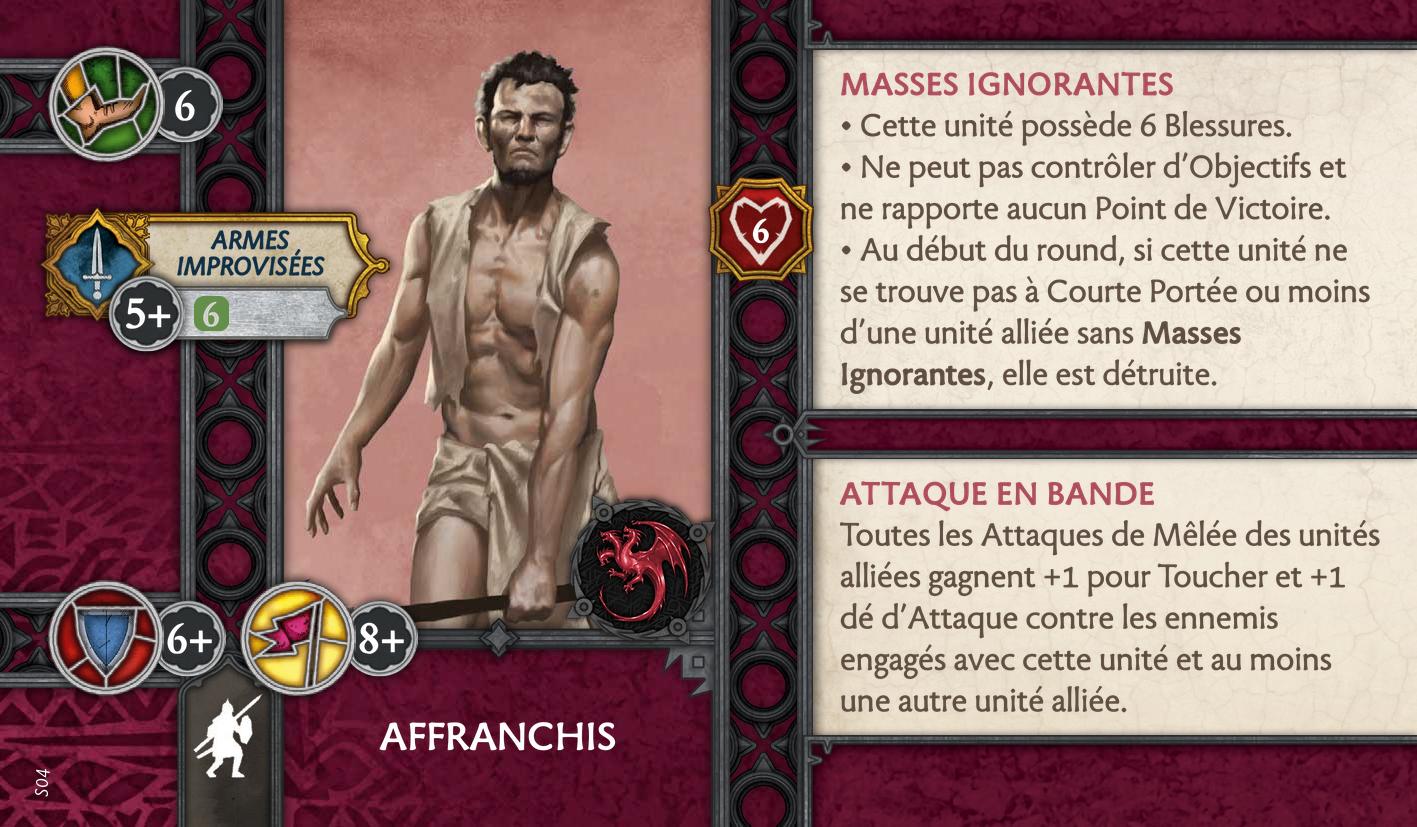 6
ARMES
IMPROVISÉES
5+ 6
6+
8+
AFFRANCHIS
S04
6
MASSES IGNORANTES
• Cette unité possède 6 Blessures.
• Ne peut pas contrôler d'Objectifs et
ne rapporte aucun Point de Victoire.
• Au début du round, si cette unité ne
se trouve pas à Courte Portée ou moins
d'une unité alliée sans Masses
Ignorantes, elle est détruite.
ATTAQUE EN BANDE
Toutes les Attaques de Mêlée des unités
alliées gagnent +1 pour Toucher et +1
dé d'Attaque contre les ennemis
engagés avec cette unité et au moins
une autre unité alliée.